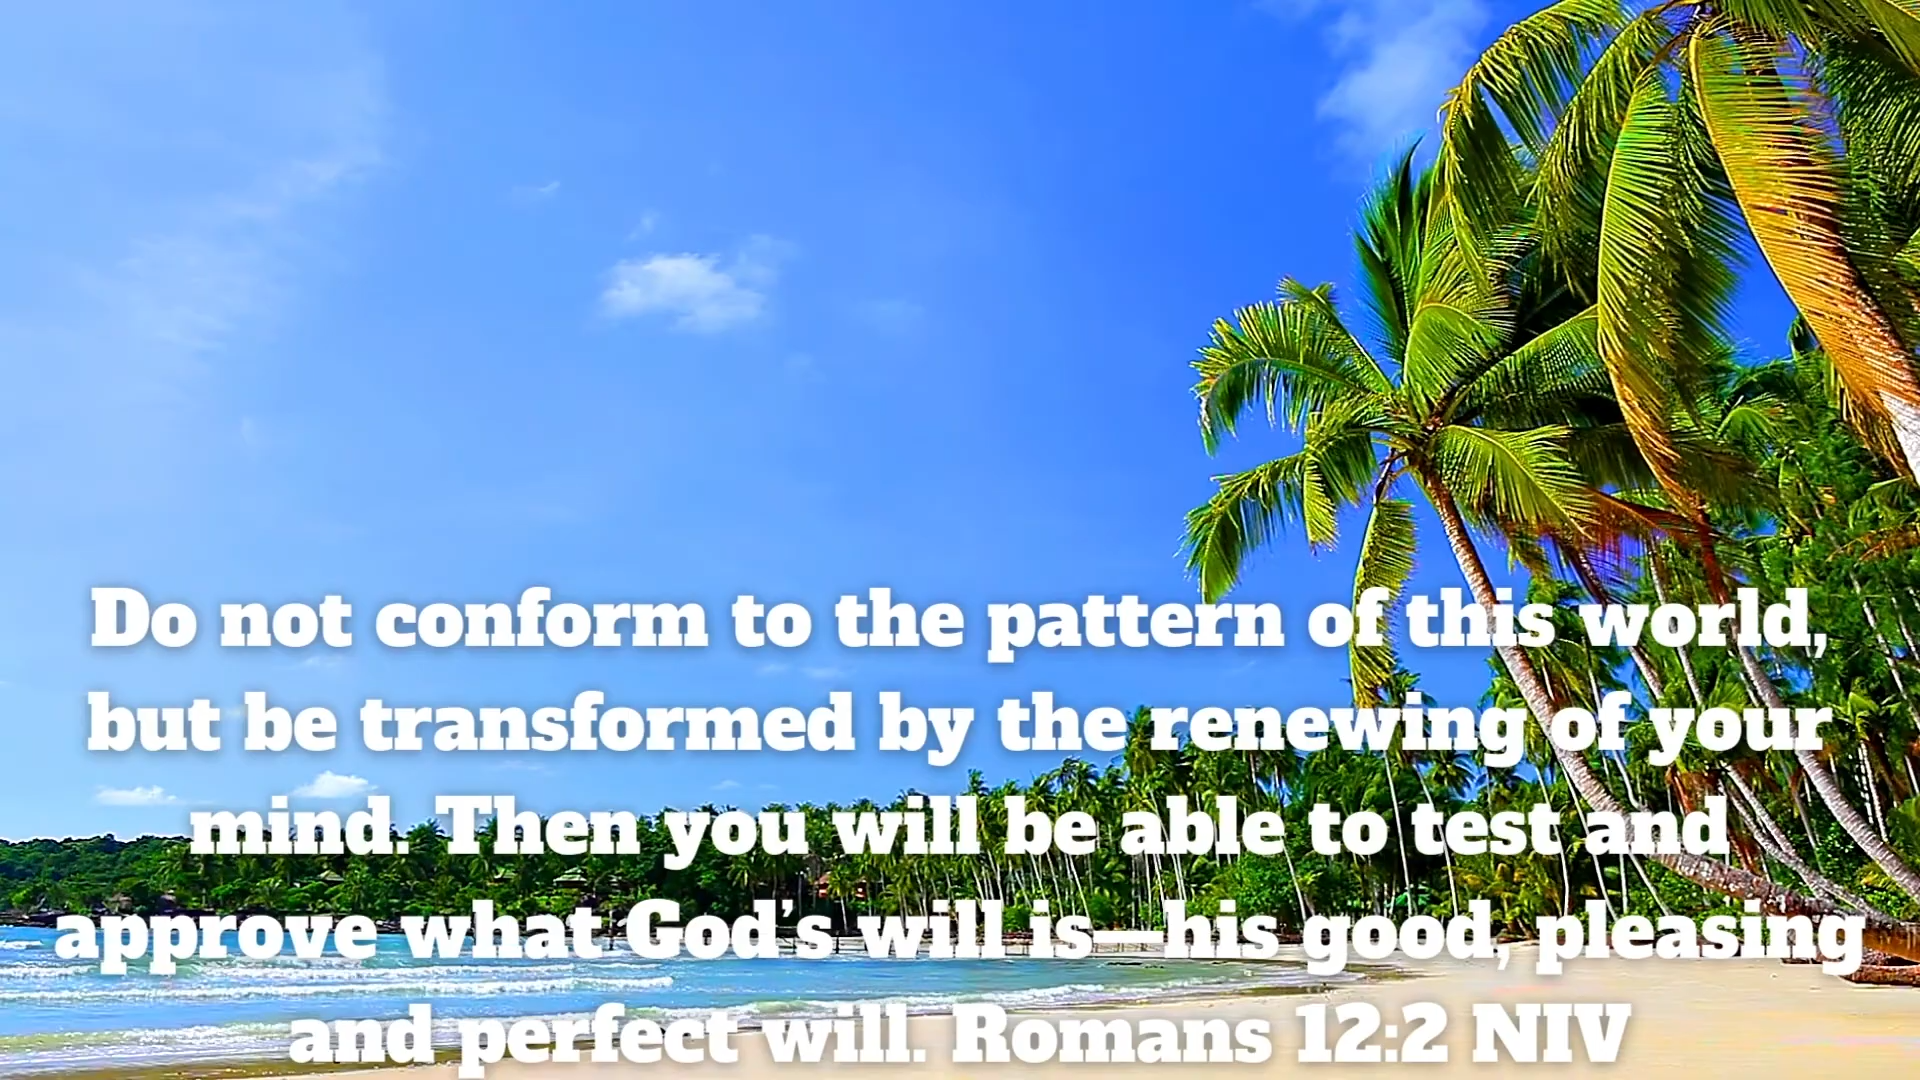 Do not conform to the pattern of this world,
but be transformed by the renewing of your
mind. Then you will be able to test and
approve what God’s will is—his good, pleasing
and perfect will. Romans 12:2 NIV